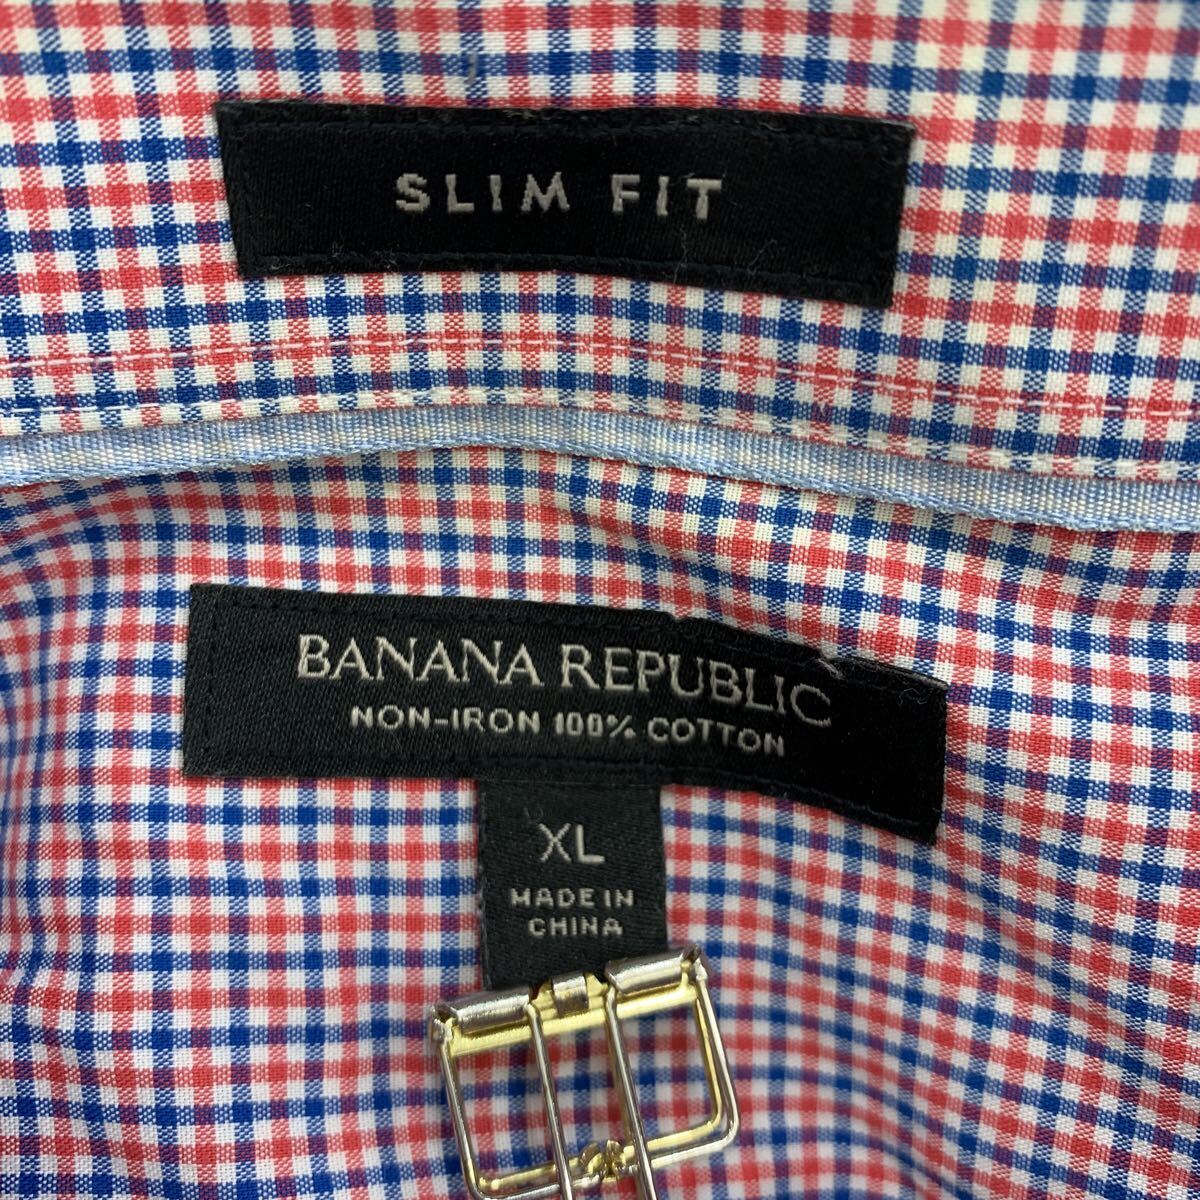 SLIM FIT
BANANA REPUBLIC
NON-IRON 100% COTTON
XL
MADE IN
CHINA